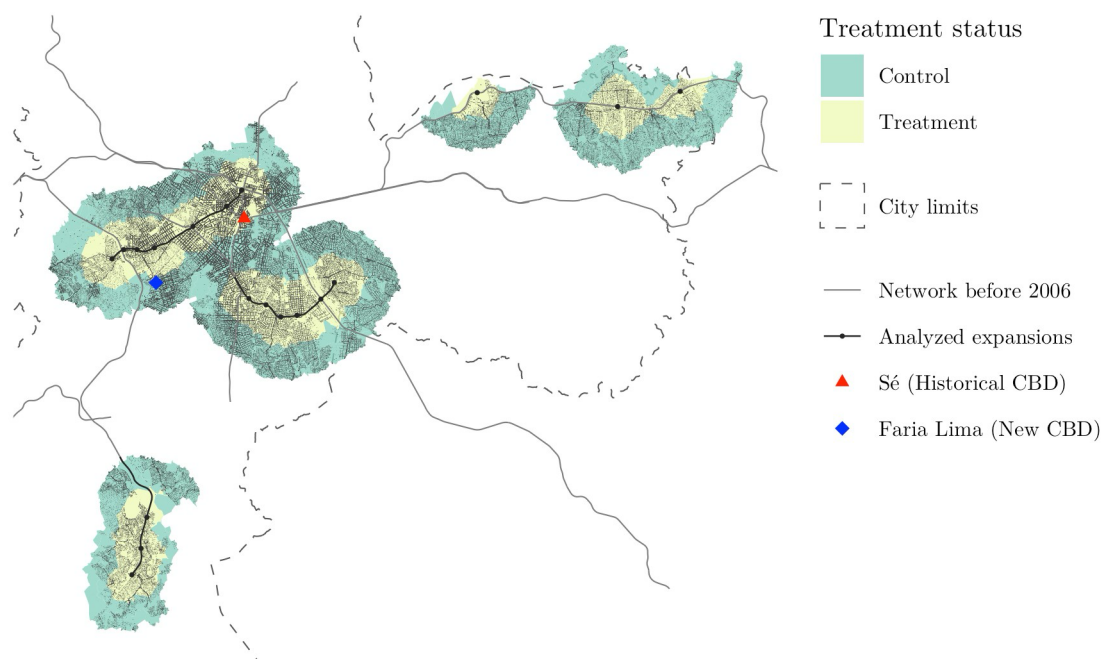 Treatment status
Control
Treatment
City limits
Network before 2006
Analyzed expansions
Sé (Historical CBD)
Faria Lima (New CBD)